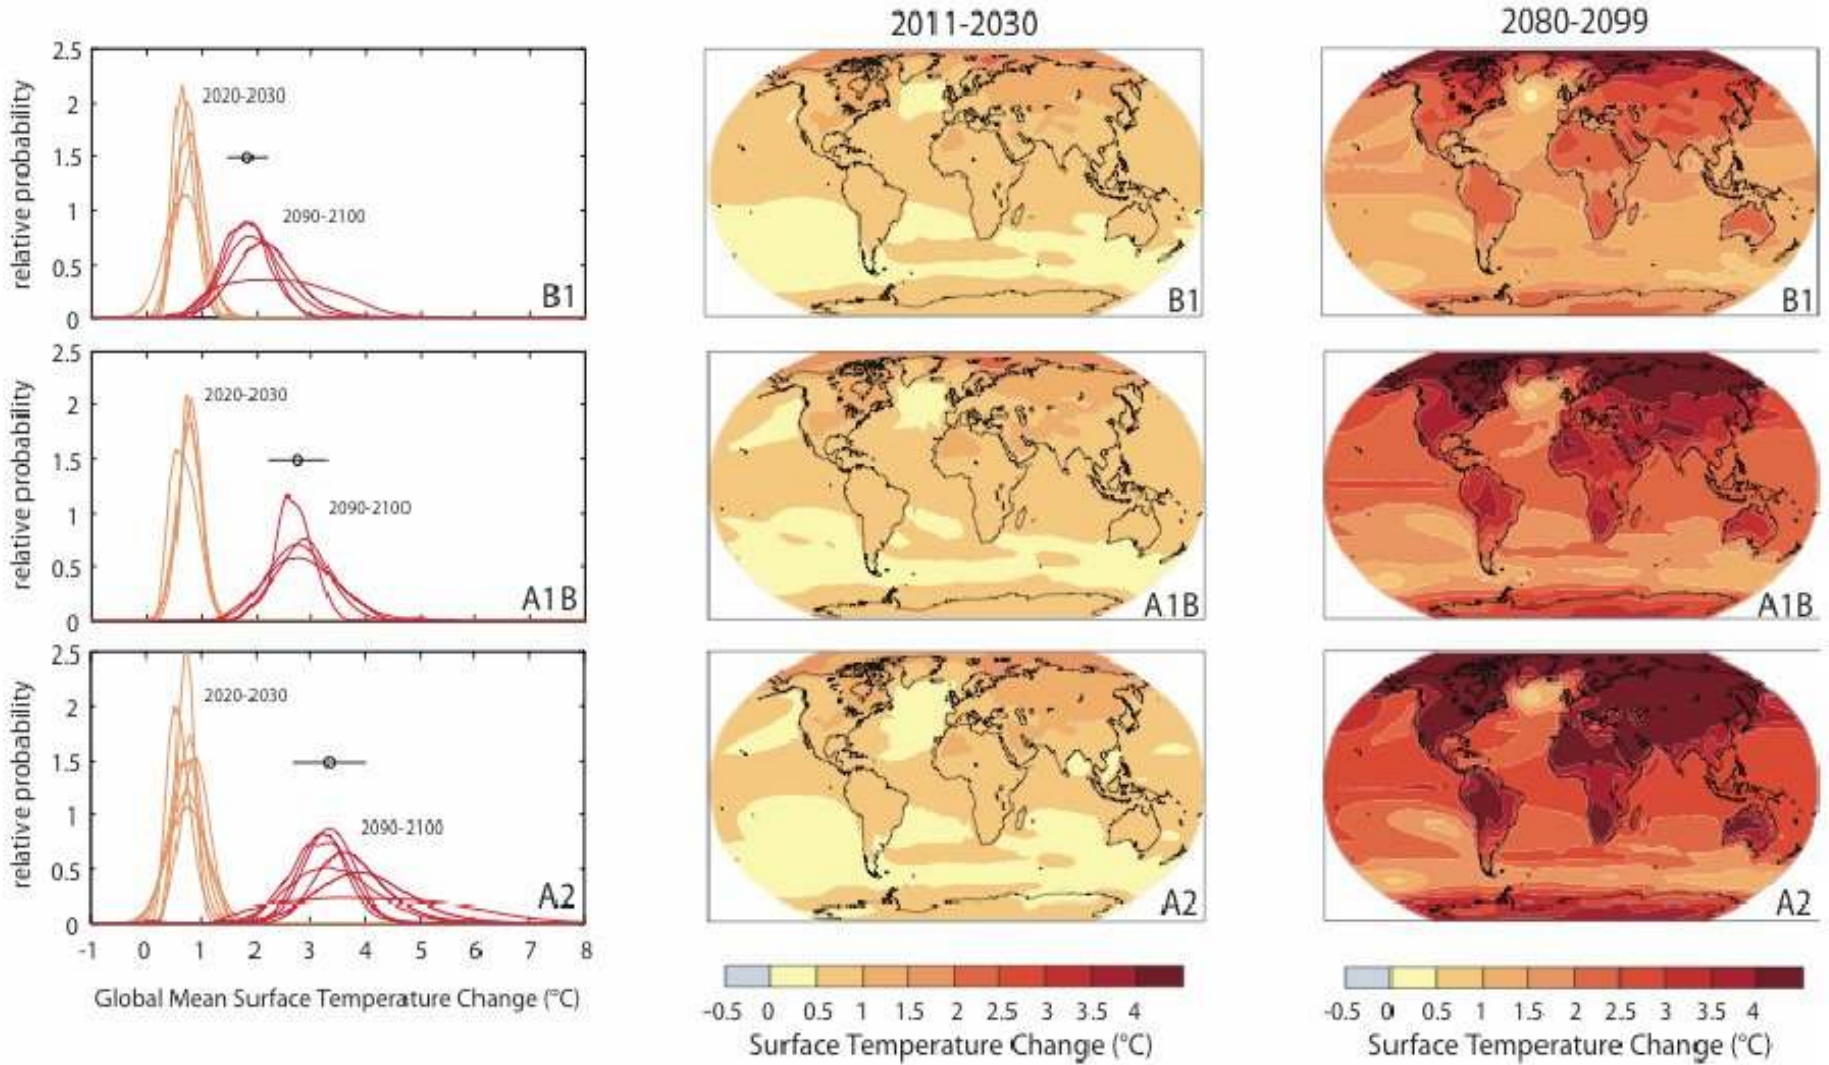 2011-2030
2080-2099
relative probability
2.5
2
1.5
1
0.5
0
2020-2030
2090-2100
B1
B1
B1
relative probability
2.5
2
1.5
1
0.5
0
2020-2030
2090-2100
A1B
A1B
A1B
relative probability
2.5
2
1.5
1
0.5
0
2020-2030
2090-2100
A2
A2
A2
-1 0 1 2 3 4 5 6 7 8
Global Mean Surface Temperature Change (°C)
-0.5 0 0.5 1 1.5 2 2.5 3 3.5 4
Surface Temperature Change (°C)
-0.5 0 0.5 1 1.5 2 2.5 3 3.5 4
Surface Temperature Change (°C)